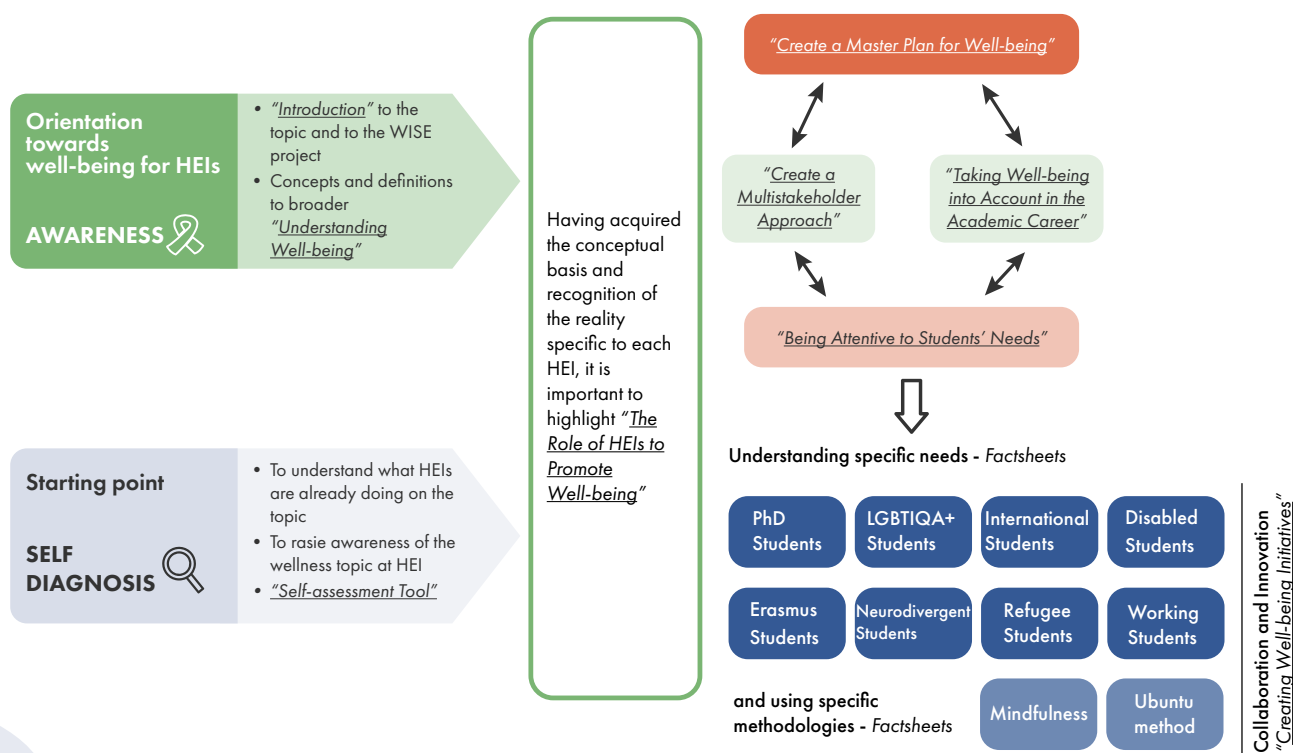 Orientation
towards
well-being for HEIs
AWARENESS
• “Introduction” to the
topic and to the WISE
project
• Concepts and definitions
to broader
“Understanding
Well-being”
Starting point
SELF
DIAGNOSIS
• To understand what HEIs
are already doing on the
topic
• To rasie awareness of the
wellness topic at HEI
• “Self-assessment Tool”
Having acquired
the conceptual
basis and
recognition of
the reality
specific to each
HEI, it is
important to
highlight “The
Role of HEIs to
Promote
Well-being”
“Create a Master Plan for Well-being”
“Create a
Multistakeholder
Approach”
“Taking Well-being
into Account in the
Academic Career”
“Being Attentive to Students’ Needs”
Understanding specific needs - Factsheets
PhD
Students
LGBTIQA+
Students
International
Students
Disabled
Students
Erasmus
Students
Neurodivergent
Students
Refugee
Students
Working
Students
and using specific
methodologies - Factsheets
Mindfulness
Ubuntu
method
Collaboration and Innovation
“Creating Well-being Initiatives”